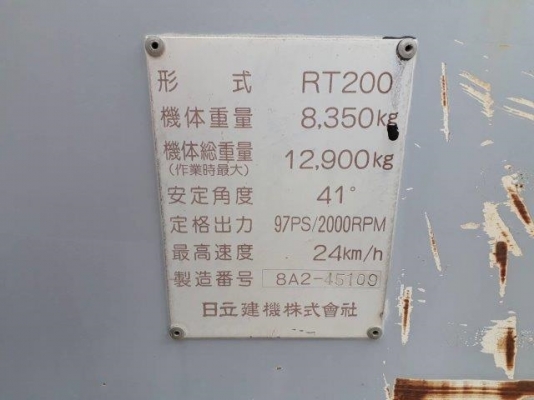 形式 RT200
機体重量 8,350kg
機体総重量 12,900kg
(作業時最大)
安定角度 41°
定格出力 97PS/2000RPM
最高速度 24km/h
製造番号 8A2-45109
日立建機株式會社